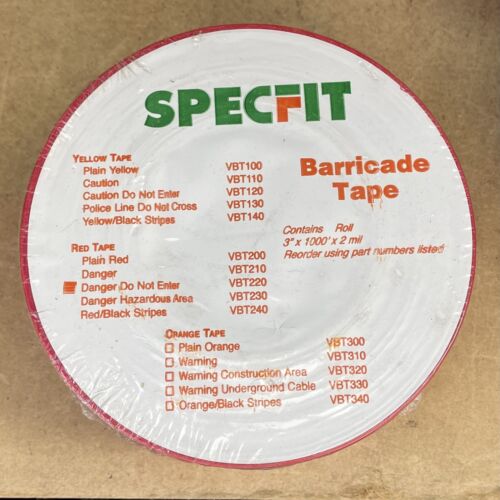 SPECFIT
Barricade
Tape
Contains Roll
3" x 1000' x 2 mil
Reorder using part numbers listed
YELLOW TAPE
Plain Yellow VBT100
Caution VBT110
Caution Do Not Enter VBT120
Police Line Do Not Cross VBT130
Yellow/Black Stripes VBT140
RED TAPE
Plain Red VBT200
Danger VBT210
Danger Do Not Enter VBT220
Danger Hazardous Area VBT230
Red/Black Stripes VBT240
ORANGE TAPE
Plain Orange VBT300
Warning VBT310
Warning Construction Area VBT320
Warning Underground Cable VBT330
Orange/Black Stripes VBT340